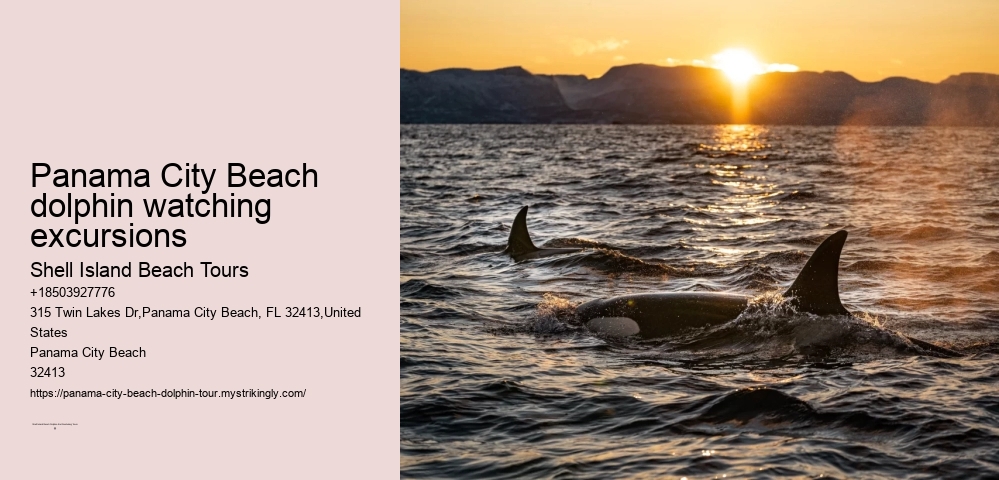 Panama City Beach
dolphin watching
excursions
Shell Island Beach Tours
+18503927776
315 Twin Lakes Dr,Panama City Beach, FL 32413,United
States
Panama City Beach
32413
https://panama-city-beach-dolphin-tour.mystrikingly.com/